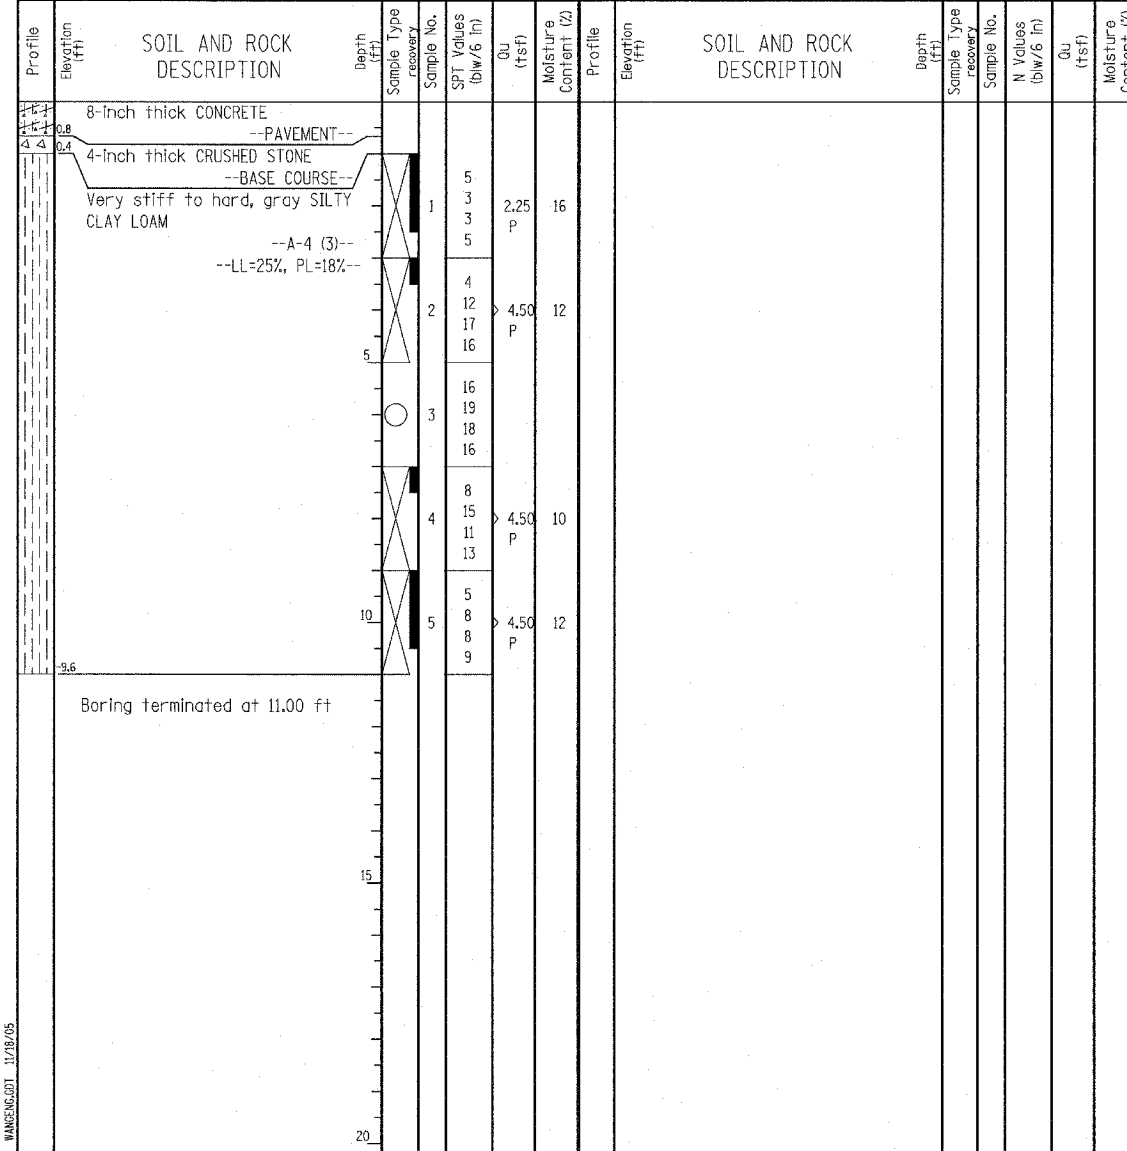 Profile
Elevation (ft)
SOIL AND ROCK DESCRIPTION
Depth (ft)
Sample Type recovery
Sample No.
SPT Values (blw/6 in)
Qu (tsf)
Moisture Content (%)
Profile
Elevation (ft)
SOIL AND ROCK DESCRIPTION
Depth (ft)
Sample Type recovery
Sample No.
N Values (blw/6 in)
Qu (tsf)
Moisture Content (%)
8-inch thick CONCRETE
0.8
--PAVEMENT--
0.4
4-inch thick CRUSHED STONE
--BASE COURSE--
Very stiff to hard, gray SILTY
CLAY LOAM
--A-4 (3)--
--LL=25%, PL=18%--
5
3
1 3 2.25 P 16
5
4
12
2 17 > 4.50 P 12
16
5
16
19
3 18
16
8
15
4 11 > 4.50 P 10
13
5
8
10 5 8 > 4.50 P 12
9
-9.6
Boring terminated at 11.00 ft
15
20
WANGENG.GDT 11/18/05